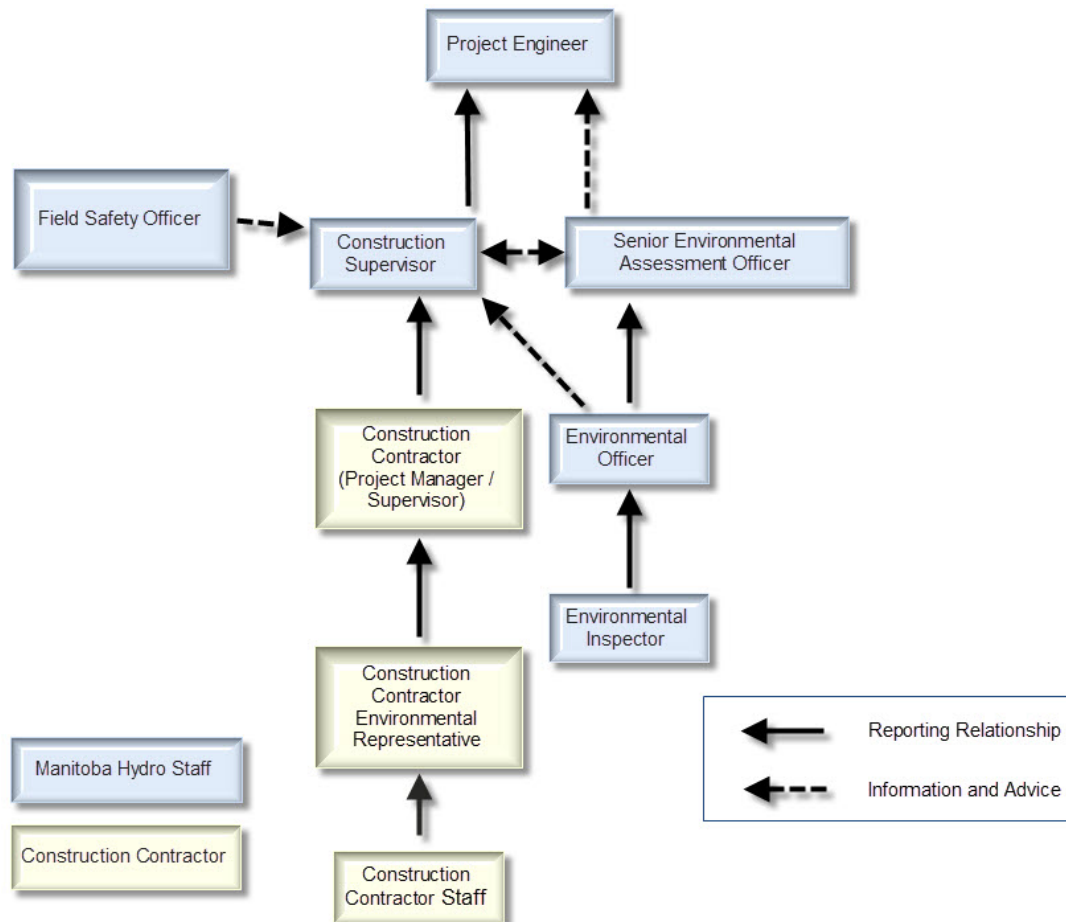 Project Engineer
Field Safety Officer
Construction
Supervisor
Senior Environmental
Assessment Officer
Construction
Contractor
(Project Manager /
Supervisor)
Environmental
Officer
Environmental
Inspector
Construction
Contractor
Environmental
Representative
Construction
Contractor Staff
Manitoba Hydro Staff
Construction Contractor
Reporting Relationship
Information and Advice